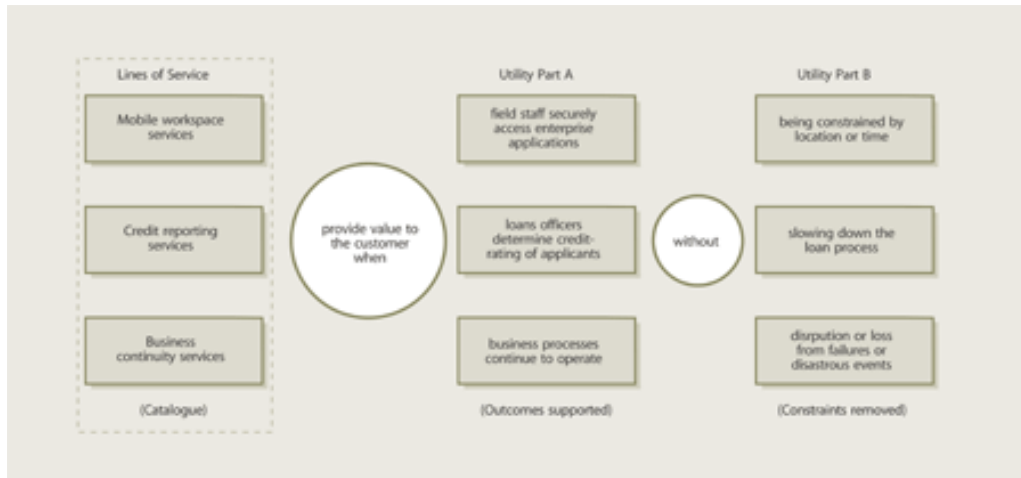 Lines of Service
Mobile workspace
services
Credit reporting
services
Business
continuity services
(Catalogue)
provide value to
the customer
when
Utility Part A
field staff securely
access enterprise
applications
loans officers
determine credit-
rating of applicants
business processes
continue to operate
(Outcomes supported)
without
Utility Part B
being constrained by
location or time
slowing down the
loan process
disrpution or loss
from failures or
disastrous events
(Constraints removed)